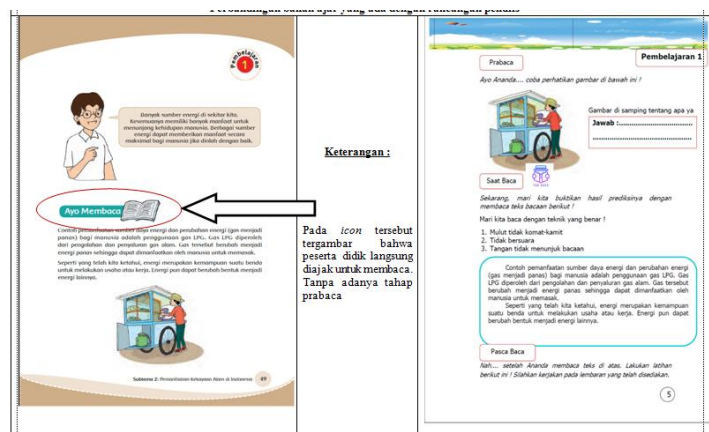 Perbandingan bahan ajar yang ada dengan rancangan penulis
Pembelajaran
1
Banyak sumber energi di sekitar kita.
Kesemuanya memiliki banyak manfaat untuk
menunjang kehidupan manusia. Berbagai sumber
energi dapat memberikan manfaat secara
maksimal bagi manusia jika diolah dengan baik.
Ayo Membaca
Contoh pemanfaatan sumber daya energi dan perubahan energi (gas menjadi
panas) bagi manusia adalah penggunaan gas LPG. Gas LPG diperoleh
dari pengolahan dan penyaluran gas alam. Gas tersebut berubah menjadi
energi panas sehingga dapat dimanfaatkan oleh manusia untuk memasak.
Seperti yang telah kita ketahui, energi merupakan kemampuan suatu benda
untuk melakukan usaha atau kerja. Energi pun dapat berubah bentuk menjadi
energi lainnya.
Subtema 2: Pemanfaatan Kekayaan Alam di Indonesia
49
Keterangan :
Pada icon tersebut
tergambar bahwa
peserta didik langsung
diajak untuk membaca.
Tanpa adanya tahap
prabaca
Pembelajaran 1
Prabaca
Ayo Ananda.... coba perhatikan gambar di bawah ini !
Gambar di samping tentang apa ya
Jawab :....................................
................................................
Saat Baca
Sekarang, mari kita buktikan hasil prediksinya dengan
membaca teks bacaan berikut !
Mari kita baca dengan teknik yang benar !
1. Mulut tidak komat-kamit
2. Tidak bersuara
3. Tangan tidak menunjuk bacaan
Contoh pemanfaatan sumber daya energi dan perubahan energi
(gas menjadi panas) bagi manusia adalah penggunaan gas LPG. Gas
LPG diperoleh dari pengolahan dan penyaluran gas alam. Gas tersebut
berubah menjadi energi panas sehingga dapat dimanfaatkan oleh
manusia untuk memasak.
Seperti yang telah kita ketahui, energi merupakan kemampuan
suatu benda untuk melakukan usaha atau kerja. Energi pun dapat
berubah bentuk menjadi energi lainnya.
Pasca Baca
Nah.... setelah Ananda membaca teks di atas. Lakukan latihan
berikut ini ! Silahkan kerjakan pada lembaran yang telah disediakan.
5